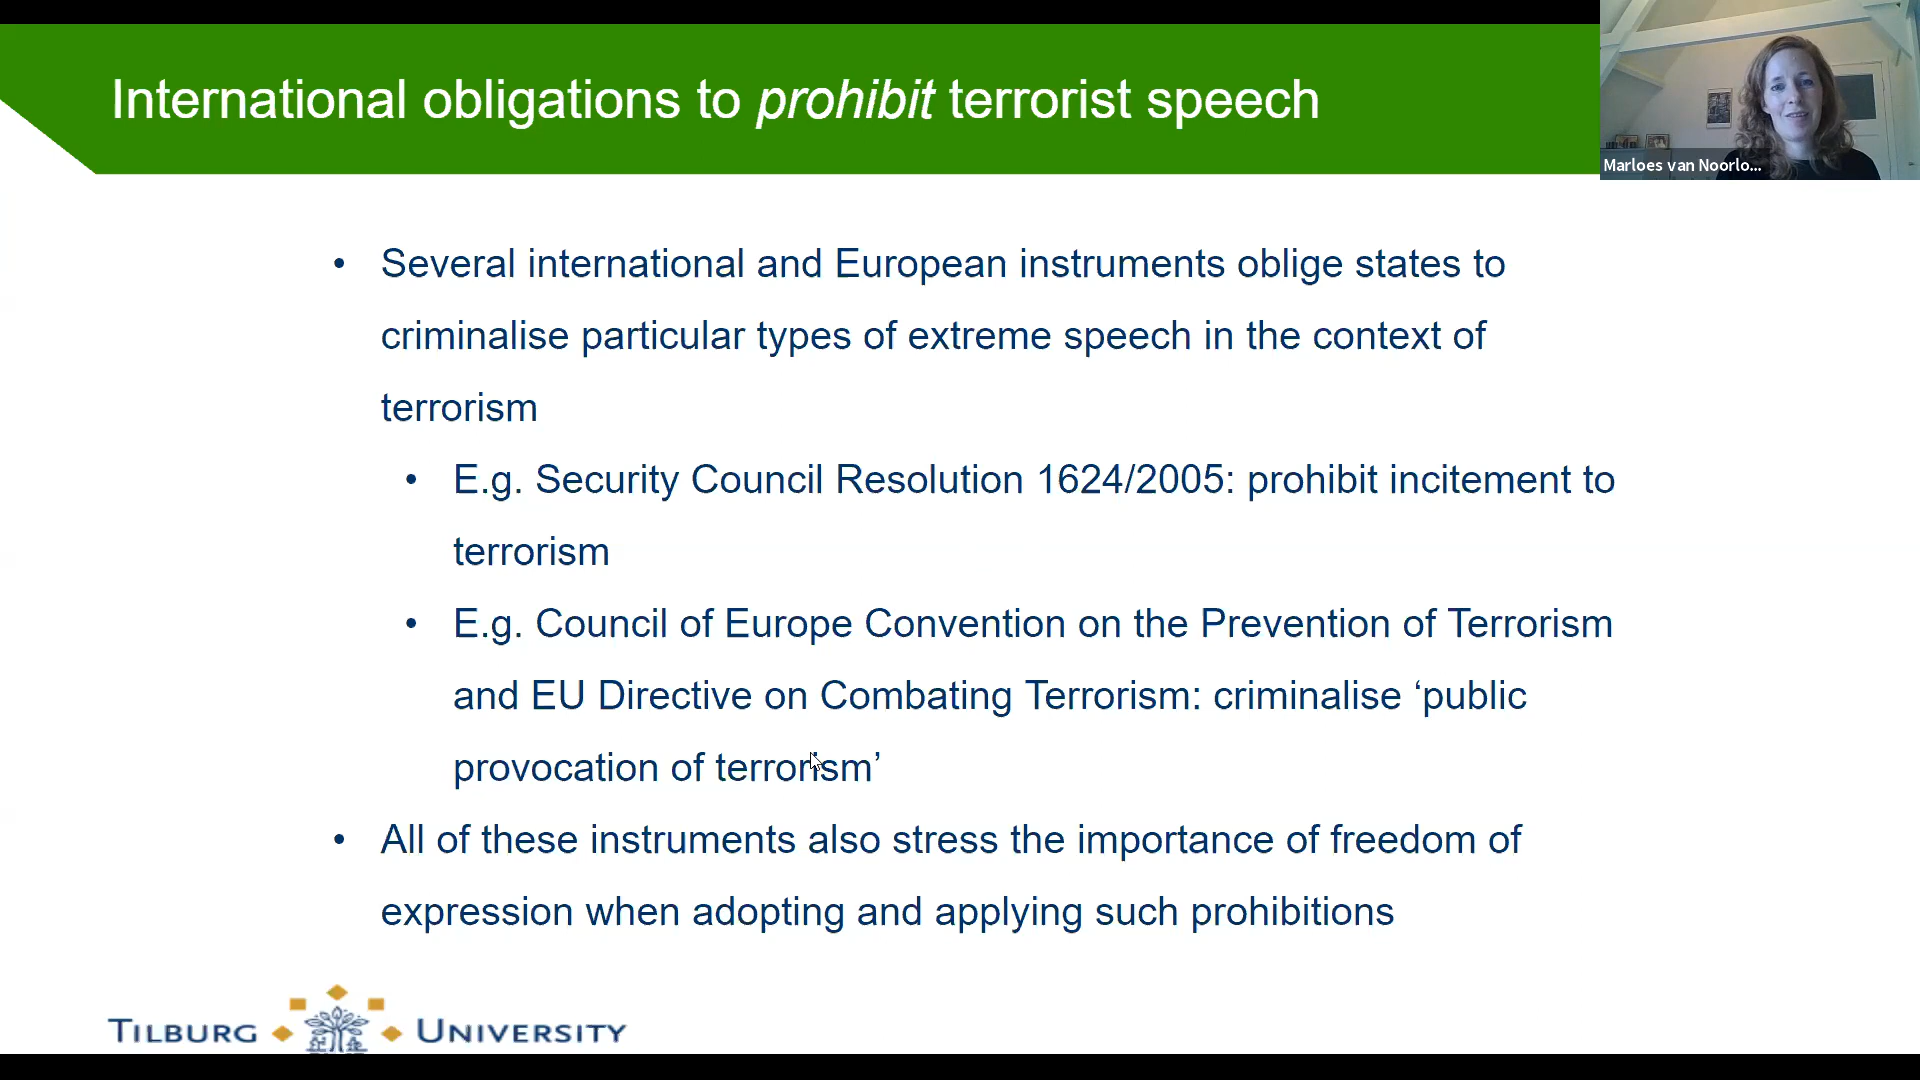 International obligations to prohibit terrorist speech
Marloes van Noorlo...
• Several international and European instruments oblige states to
criminalise particular types of extreme speech in the context of
terrorism
• E.g. Security Council Resolution 1624/2005: prohibit incitement to
terrorism
• E.g. Council of Europe Convention on the Prevention of Terrorism
and EU Directive on Combating Terrorism: criminalise ‘public
provocation of terrorism’
• All of these instruments also stress the importance of freedom of
expression when adopting and applying such prohibitions
TILBURG UNIVERSITY